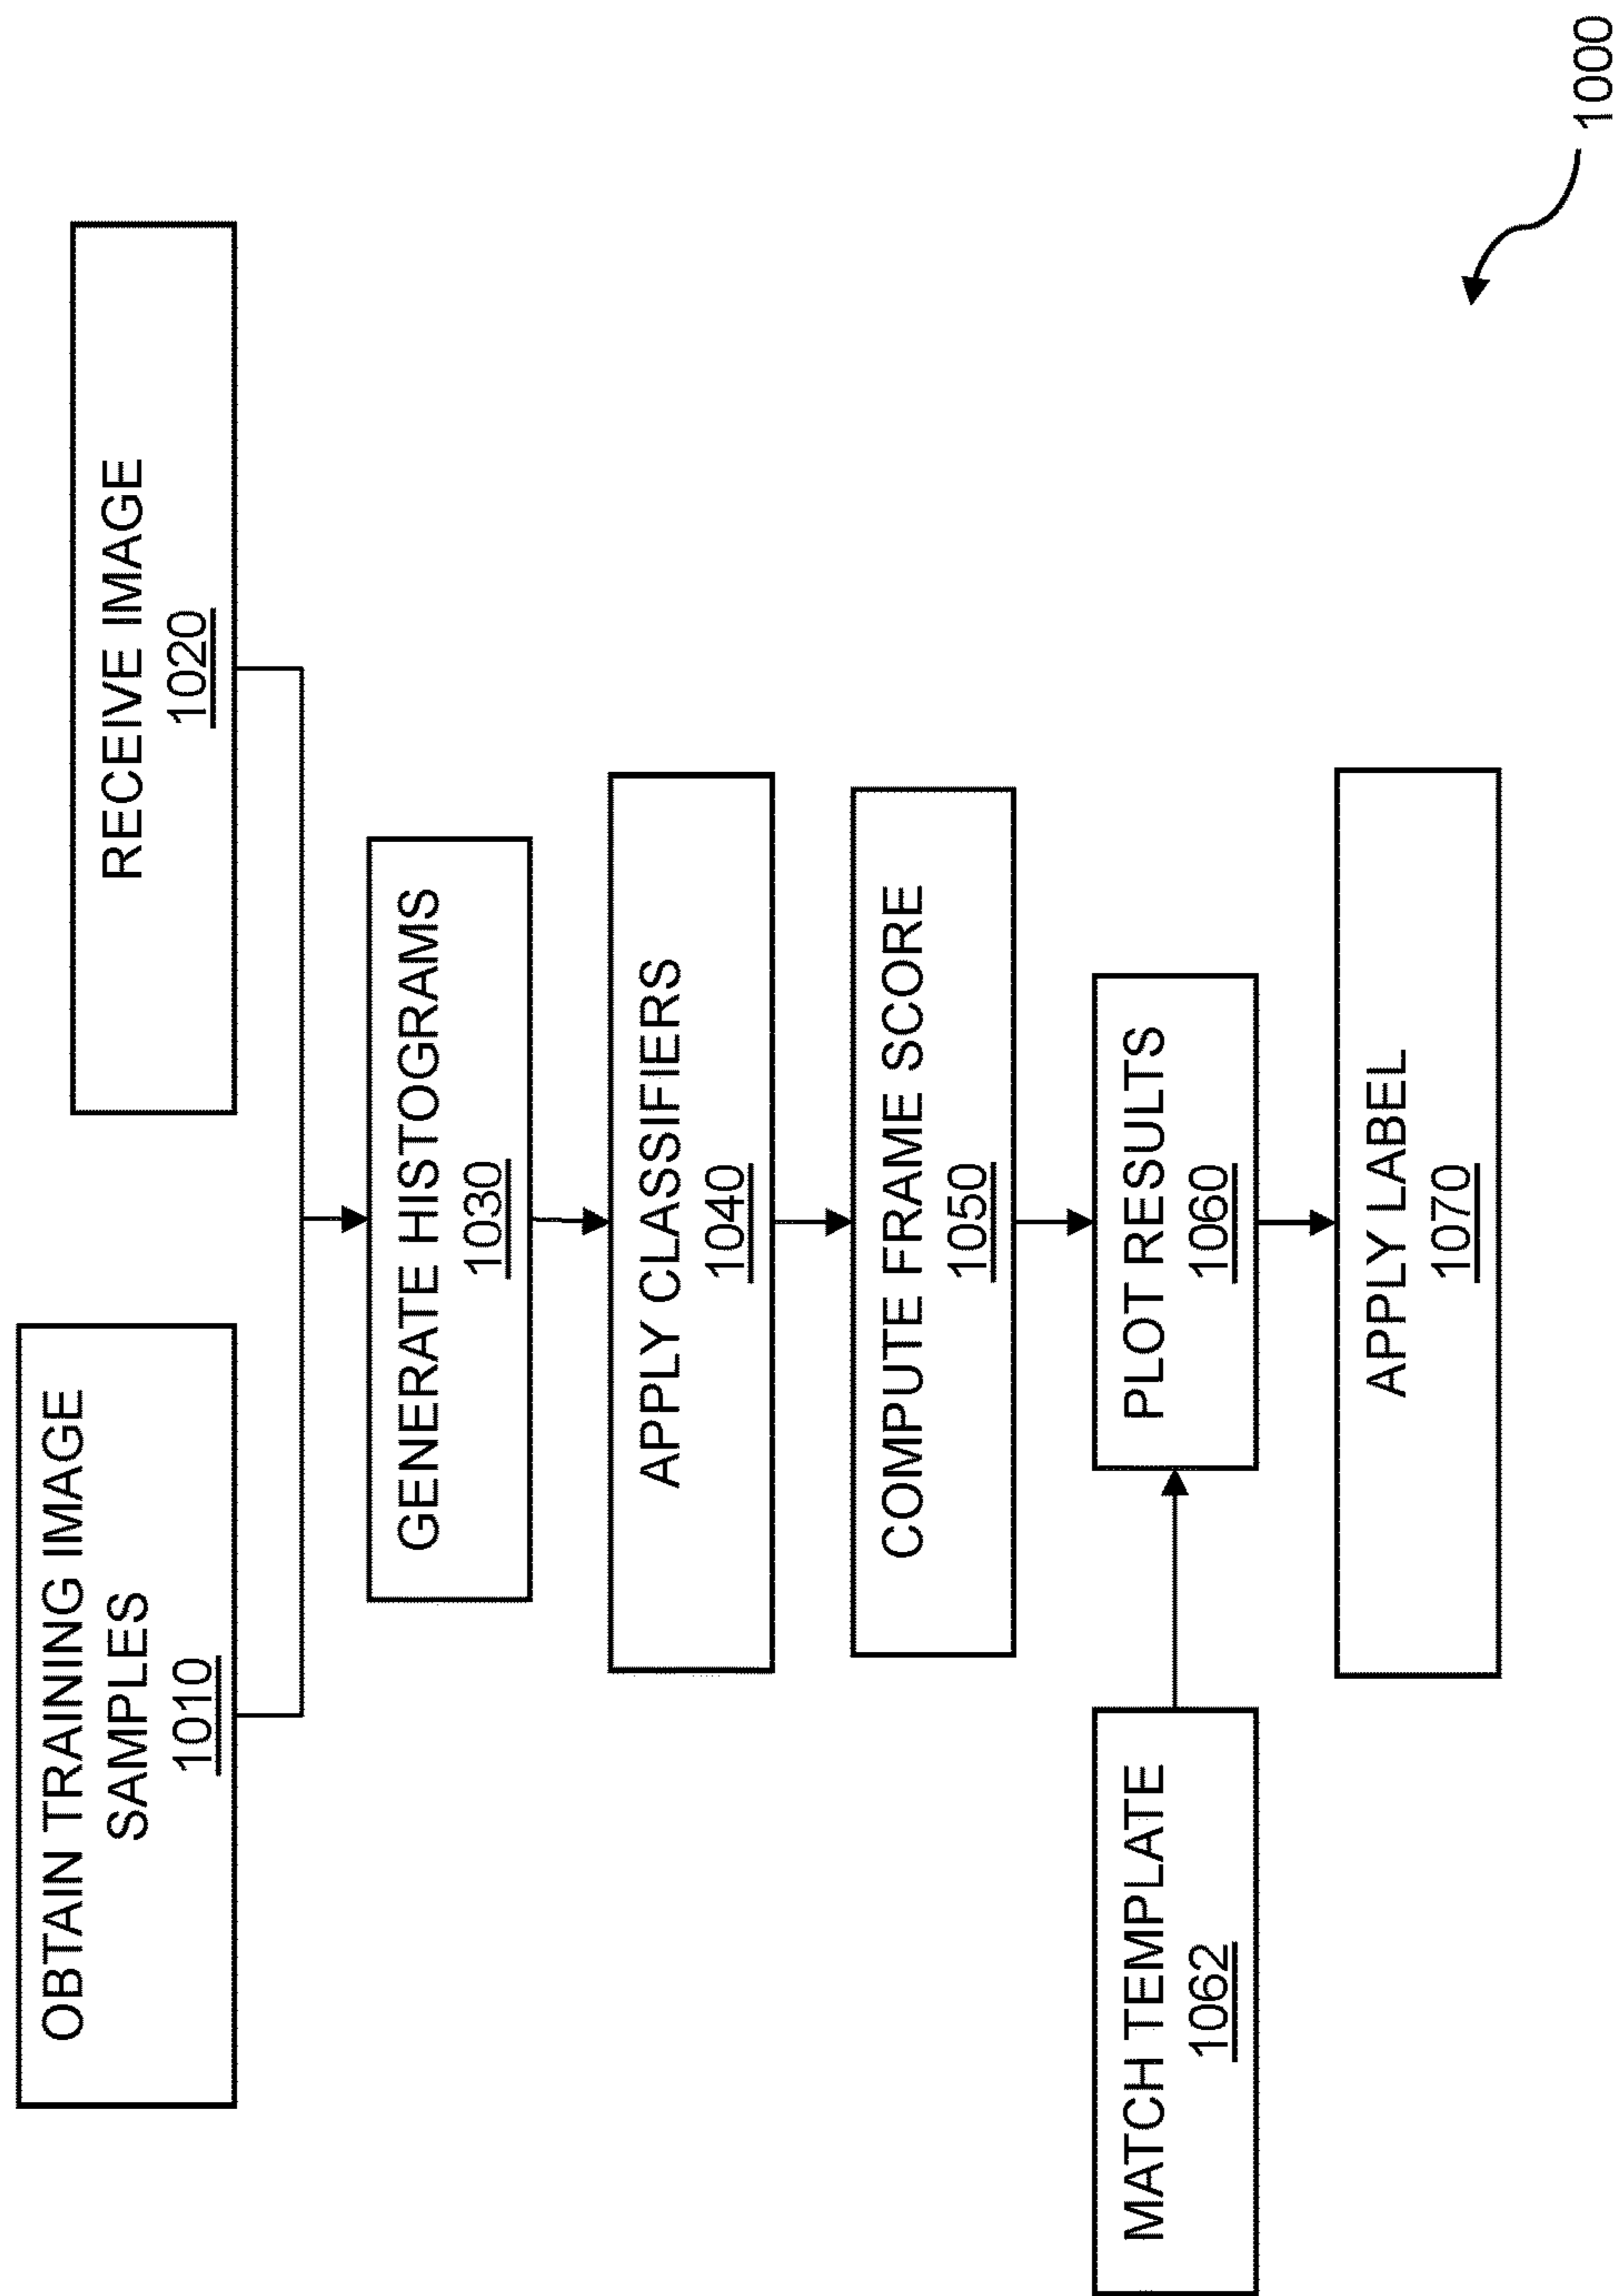 OBTAIN TRAINING IMAGE
SAMPLES
1010
RECEIVE IMAGE
1020
GENERATE HISTOGRAMS
1030
APPLY CLASSIFIERS
1040
COMPUTE FRAME SCORE
1050
MATCH TEMPLATE
1062
PLOT RESULTS
1060
APPLY LABEL
1070
1000